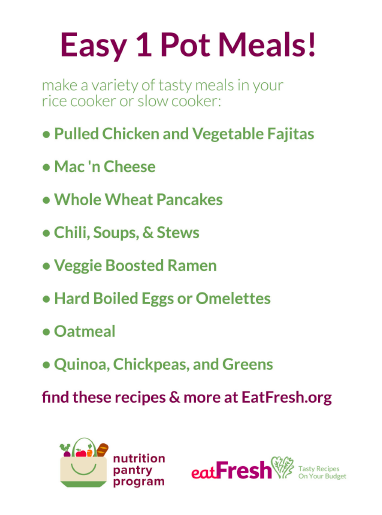 Easy 1 Pot Meals!
make a variety of tasty meals in your
rice cooker or slow cooker:
• Pulled Chicken and Vegetable Fajitas
• Mac 'n Cheese
• Whole Wheat Pancakes
• Chili, Soups, & Stews
• Veggie Boosted Ramen
• Hard Boiled Eggs or Omelettes
• Oatmeal
• Quinoa, Chickpeas, and Greens
find these recipes & more at EatFresh.org
nutrition
pantry
program
eatFresh
Tasty Recipes
On Your Budget